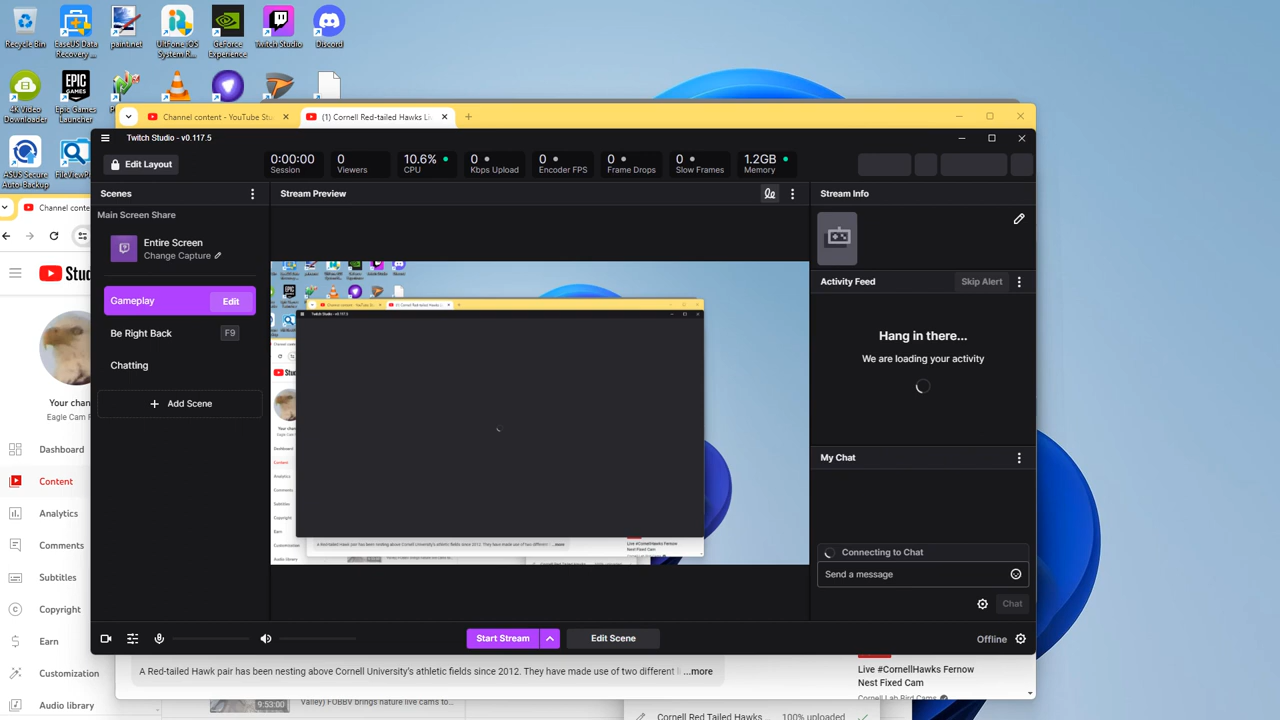 Recycle Bin
EaseUS Data Recovery ...
paint.net
UltFone iOS System R...
GeForce Experience
Twitch Studio
Discord
4K Video Downloader
Epic Games Launcher
ASUS Secure Auto-Backup
FileViewPr
Channel content - YouTube Stu
(1) Cornell Red-tailed Hawks Li
Twitch Studio - v0.117.5
Edit Layout
0:00:00
Session
0
Viewers
10.6%
CPU
0
Kbps Upload
0
Encoder FPS
0
Frame Drops
0
Slow Frames
1.2GB
Memory
Scenes
Main Screen Share
Entire Screen
Change Capture
Gameplay
Edit
Be Right Back
F9
Chatting
Add Scene
Stream Preview
Twitch Studio - v0.117.5
Stream Info
Activity Feed
Skip Alert
Hang in there...
We are loading your activity
My Chat
Connecting to Chat
Send a message
Chat
Start Stream
Edit Scene
Offline
Channel conte
Stu
Your chan
Eagle Cam F
Dashboard
Content
Analytics
Comments
Subtitles
Copyright
Earn
Customization
Audio library
A Red-tailed Hawk pair has been nesting above Cornell University's athletic fields since 2012. They have made use of two different li ...more
Valley) FOBBV brings nature live cams to...
9:53:00
Live #CornellHawks Fernow
Nest Fixed Cam
Cornell Lab Bird Cams
Cornell Red Tailed Hawks ...
100% uploaded